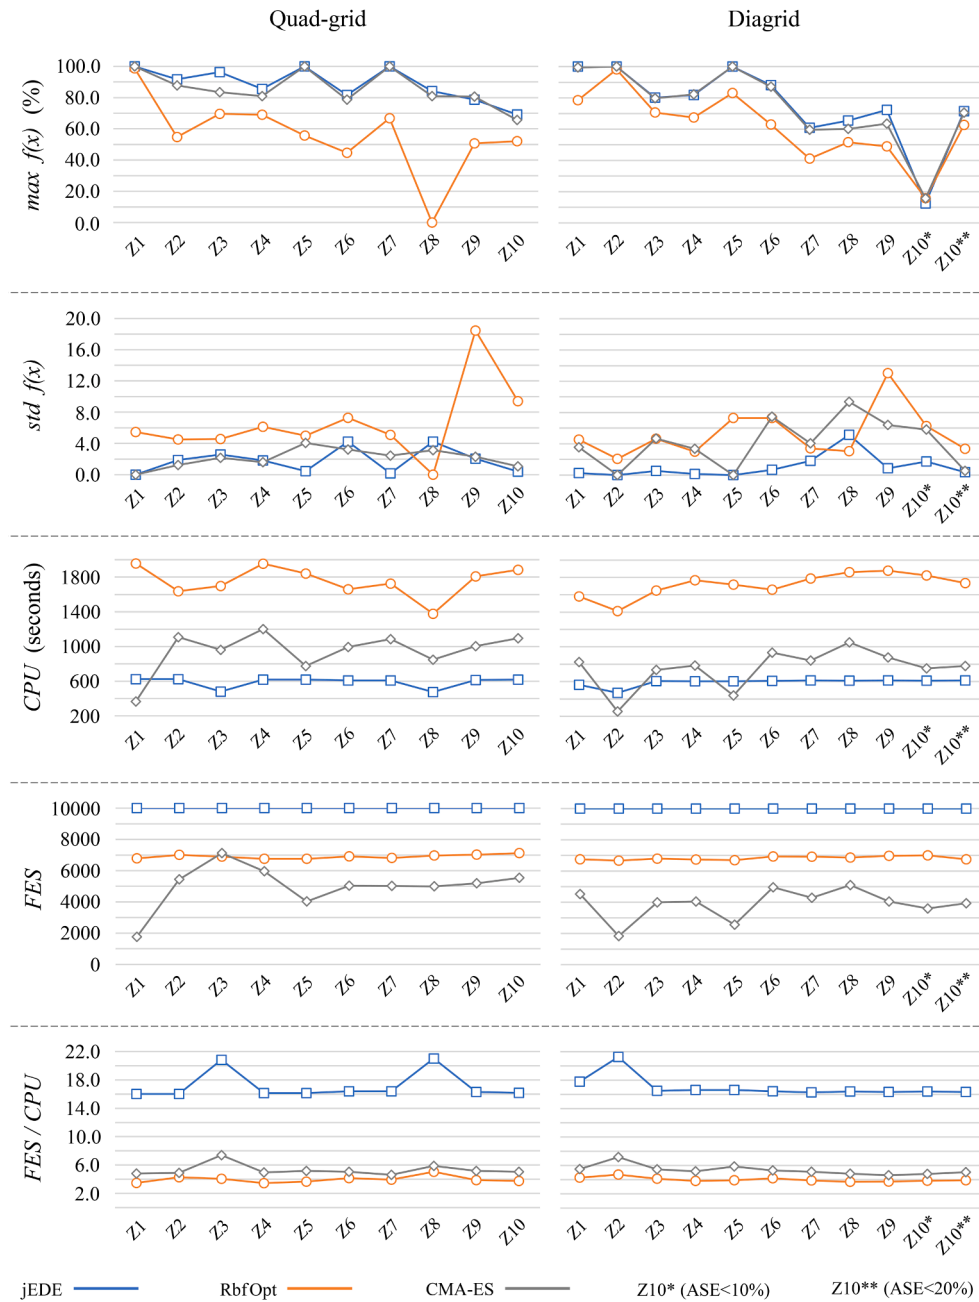 Quad-grid
Diagrid
max f(x) (%)
100.0
80.0
60.0
40.0
20.0
0.0
Z1 Z2 Z3 Z4 Z5 Z6 Z7 Z8 Z9 Z10
Z1 Z2 Z3 Z4 Z5 Z6 Z7 Z8 Z9 Z10* Z10**
std f(x)
20.0
16.0
12.0
8.0
4.0
0.0
Z1 Z2 Z3 Z4 Z5 Z6 Z7 Z8 Z9 Z10
Z1 Z2 Z3 Z4 Z5 Z6 Z7 Z8 Z9 Z10* Z10**
CPU (seconds)
1800
1400
1000
600
200
Z1 Z2 Z3 Z4 Z5 Z6 Z7 Z8 Z9 Z10
Z1 Z2 Z3 Z4 Z5 Z6 Z7 Z8 Z9 Z10* Z10**
FES
10000
8000
6000
4000
2000
0
Z1 Z2 Z3 Z4 Z5 Z6 Z7 Z8 Z9 Z10
Z1 Z2 Z3 Z4 Z5 Z6 Z7 Z8 Z9 Z10* Z10**
FES / CPU
22.0
18.0
14.0
10.0
6.0
2.0
Z1 Z2 Z3 Z4 Z5 Z6 Z7 Z8 Z9 Z10
Z1 Z2 Z3 Z4 Z5 Z6 Z7 Z8 Z9 Z10* Z10**
jEDE
RbfOpt
CMA-ES
Z10* (ASE<10%)
Z10** (ASE<20%)